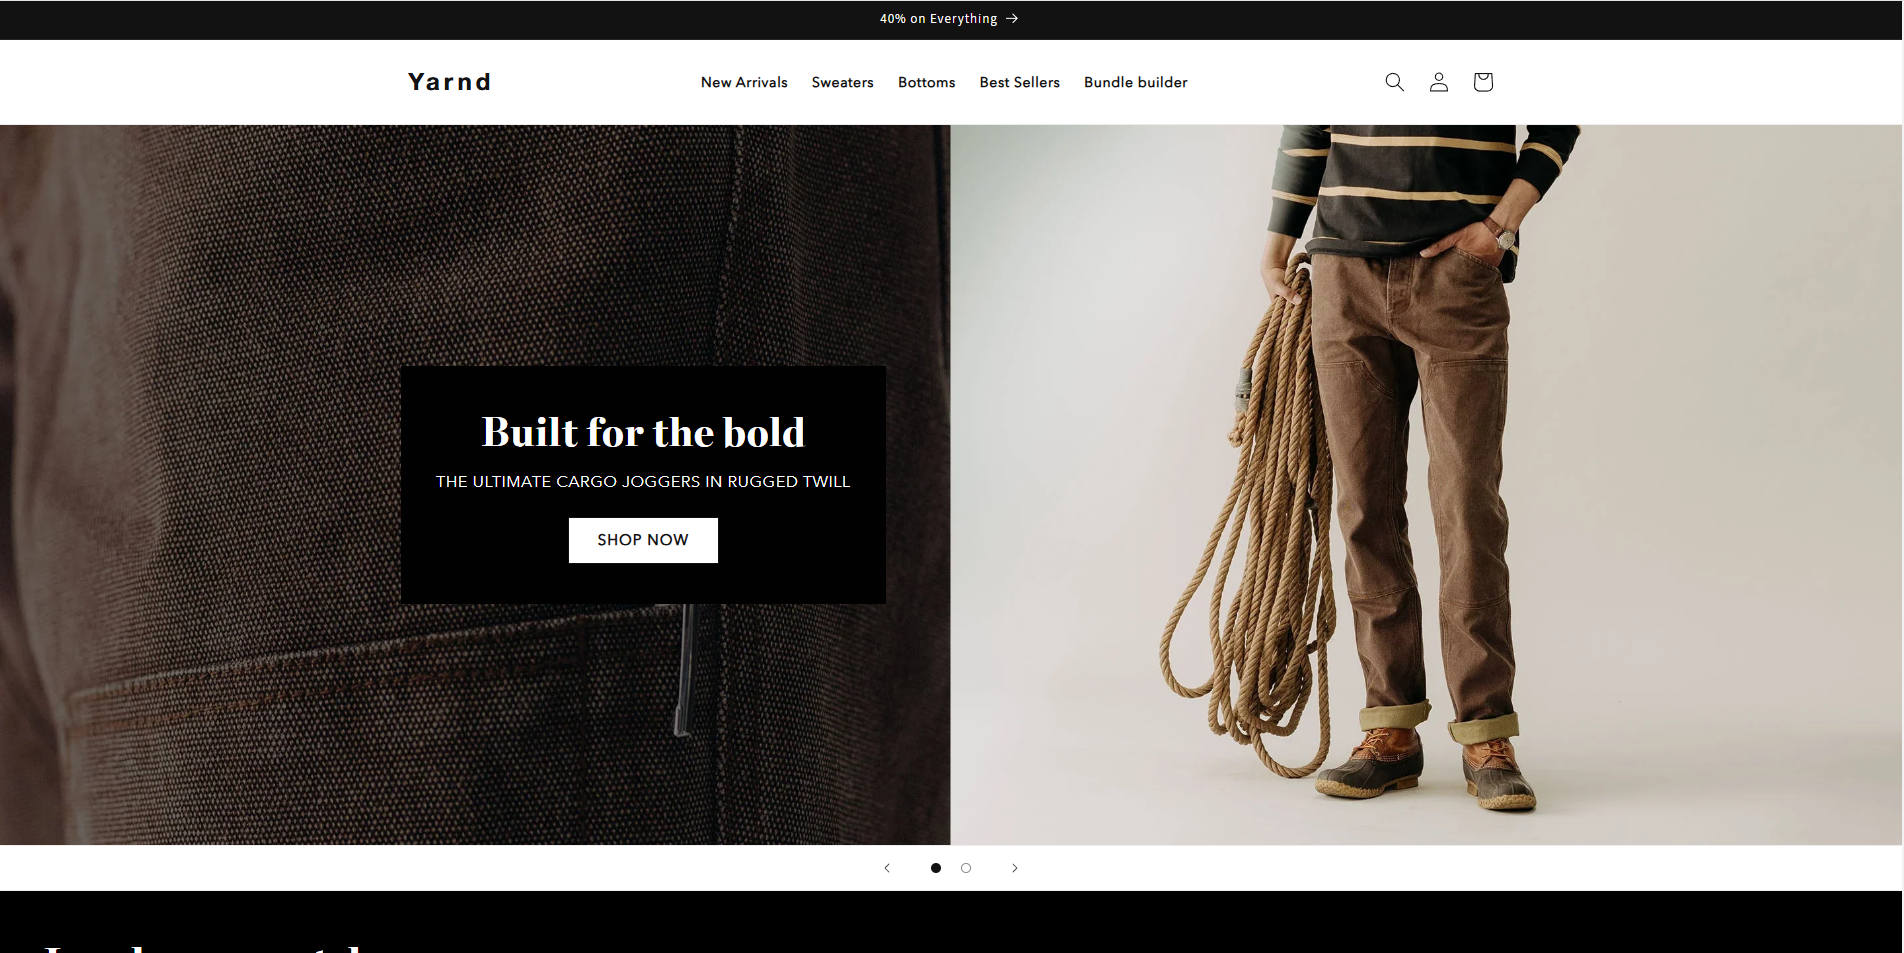 40% on Everything →
Yarnd
New Arrivals Sweaters Bottoms Best Sellers Bundle builder
Built for the bold
THE ULTIMATE CARGO JOGGERS IN RUGGED TWILL
SHOP NOW